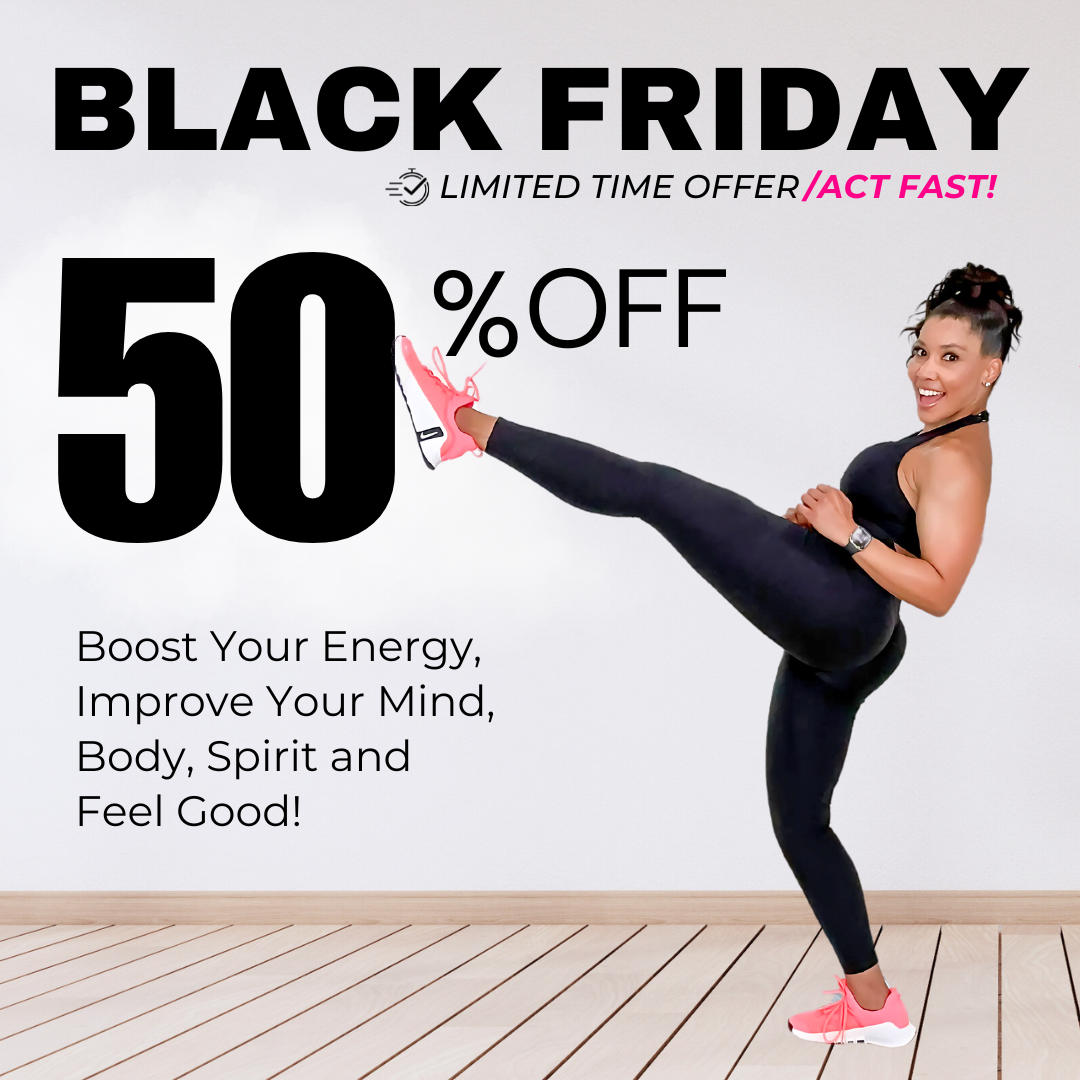 BLACK FRIDAY
LIMITED TIME OFFER/ACT FAST!
50%OFF
Boost Your Energy,
Improve Your Mind,
Body, Spirit and
Feel Good!